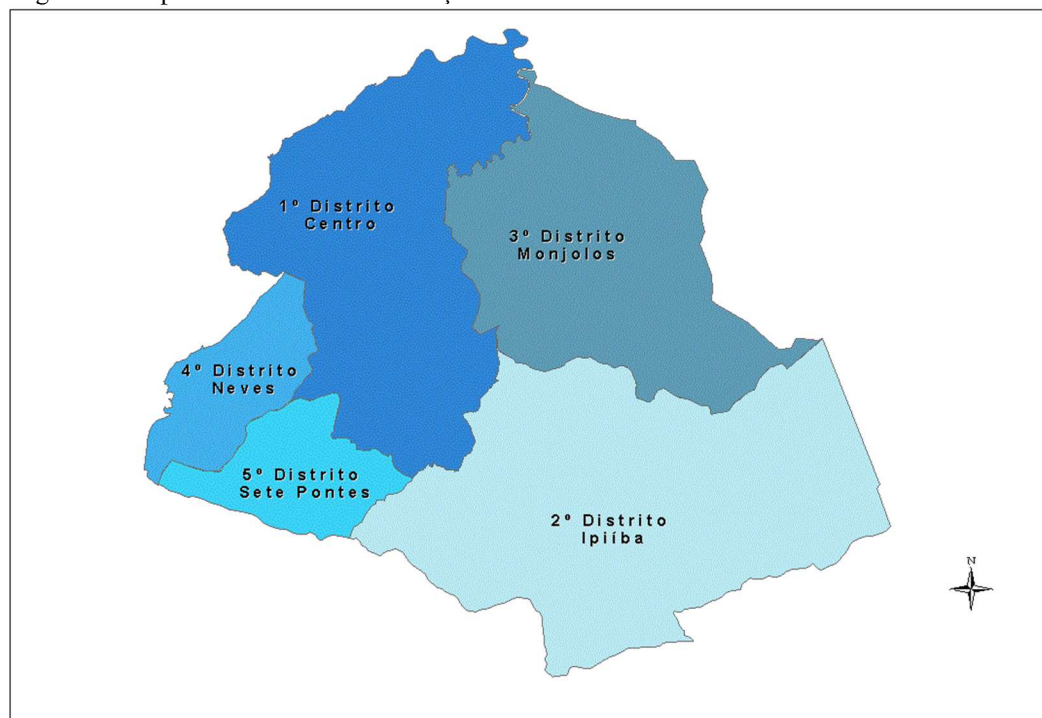 1º Distrito
Centro
3º Distrito
Monjolos
4º Distrito
Neves
5º Distrito
Sete Pontes
2º Distrito
Ipiíba
N